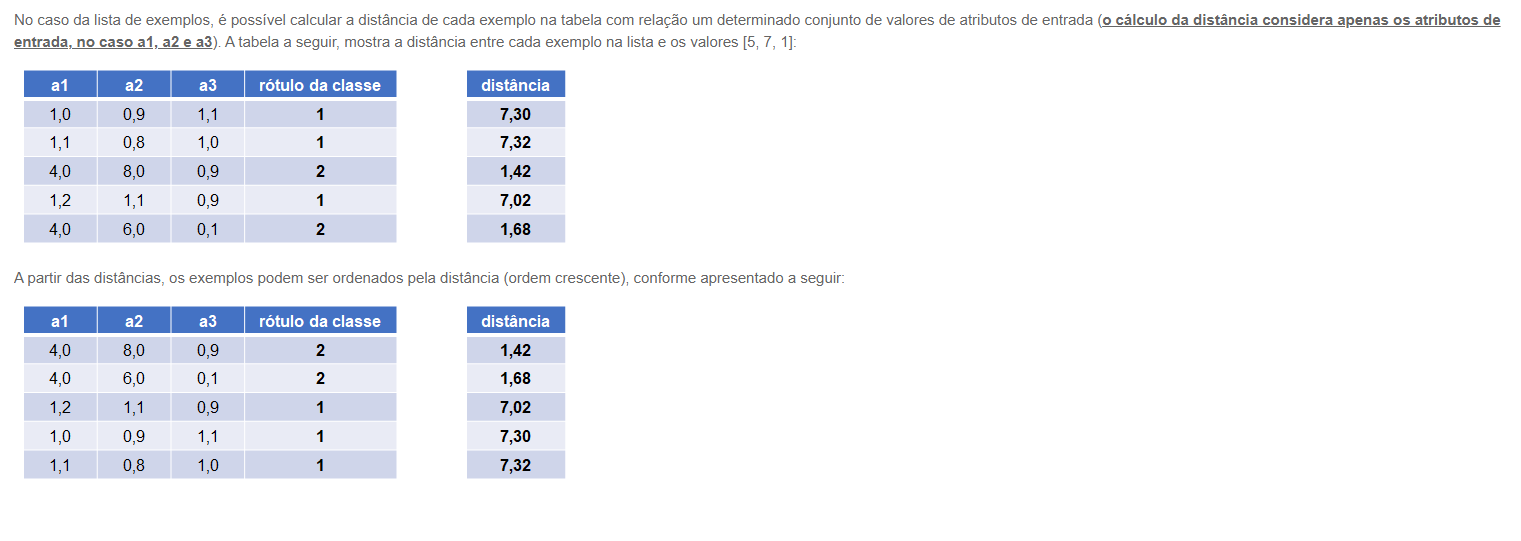 No caso da lista de exemplos, é possível calcular a distância de cada exemplo na tabela com relação um determinado conjunto de valores de atributos de entrada (o cálculo da distância considera apenas os atributos de
entrada, no caso a1, a2 e a3). A tabela a seguir, mostra a distância entre cada exemplo na lista e os valores [5, 7, 1]:
a1 a2 a3 rótulo da classe distância
1,0 0,9 1,1 1 7,30
1,1 0,8 1,0 1 7,32
4,0 8,0 0,9 2 1,42
1,2 1,1 0,9 1 7,02
4,0 6,0 0,1 2 1,68
A partir das distâncias, os exemplos podem ser ordenados pela distância (ordem crescente), conforme apresentado a seguir:
a1 a2 a3 rótulo da classe distância
4,0 8,0 0,9 2 1,42
4,0 6,0 0,1 2 1,68
1,2 1,1 0,9 1 7,02
1,0 0,9 1,1 1 7,30
1,1 0,8 1,0 1 7,32